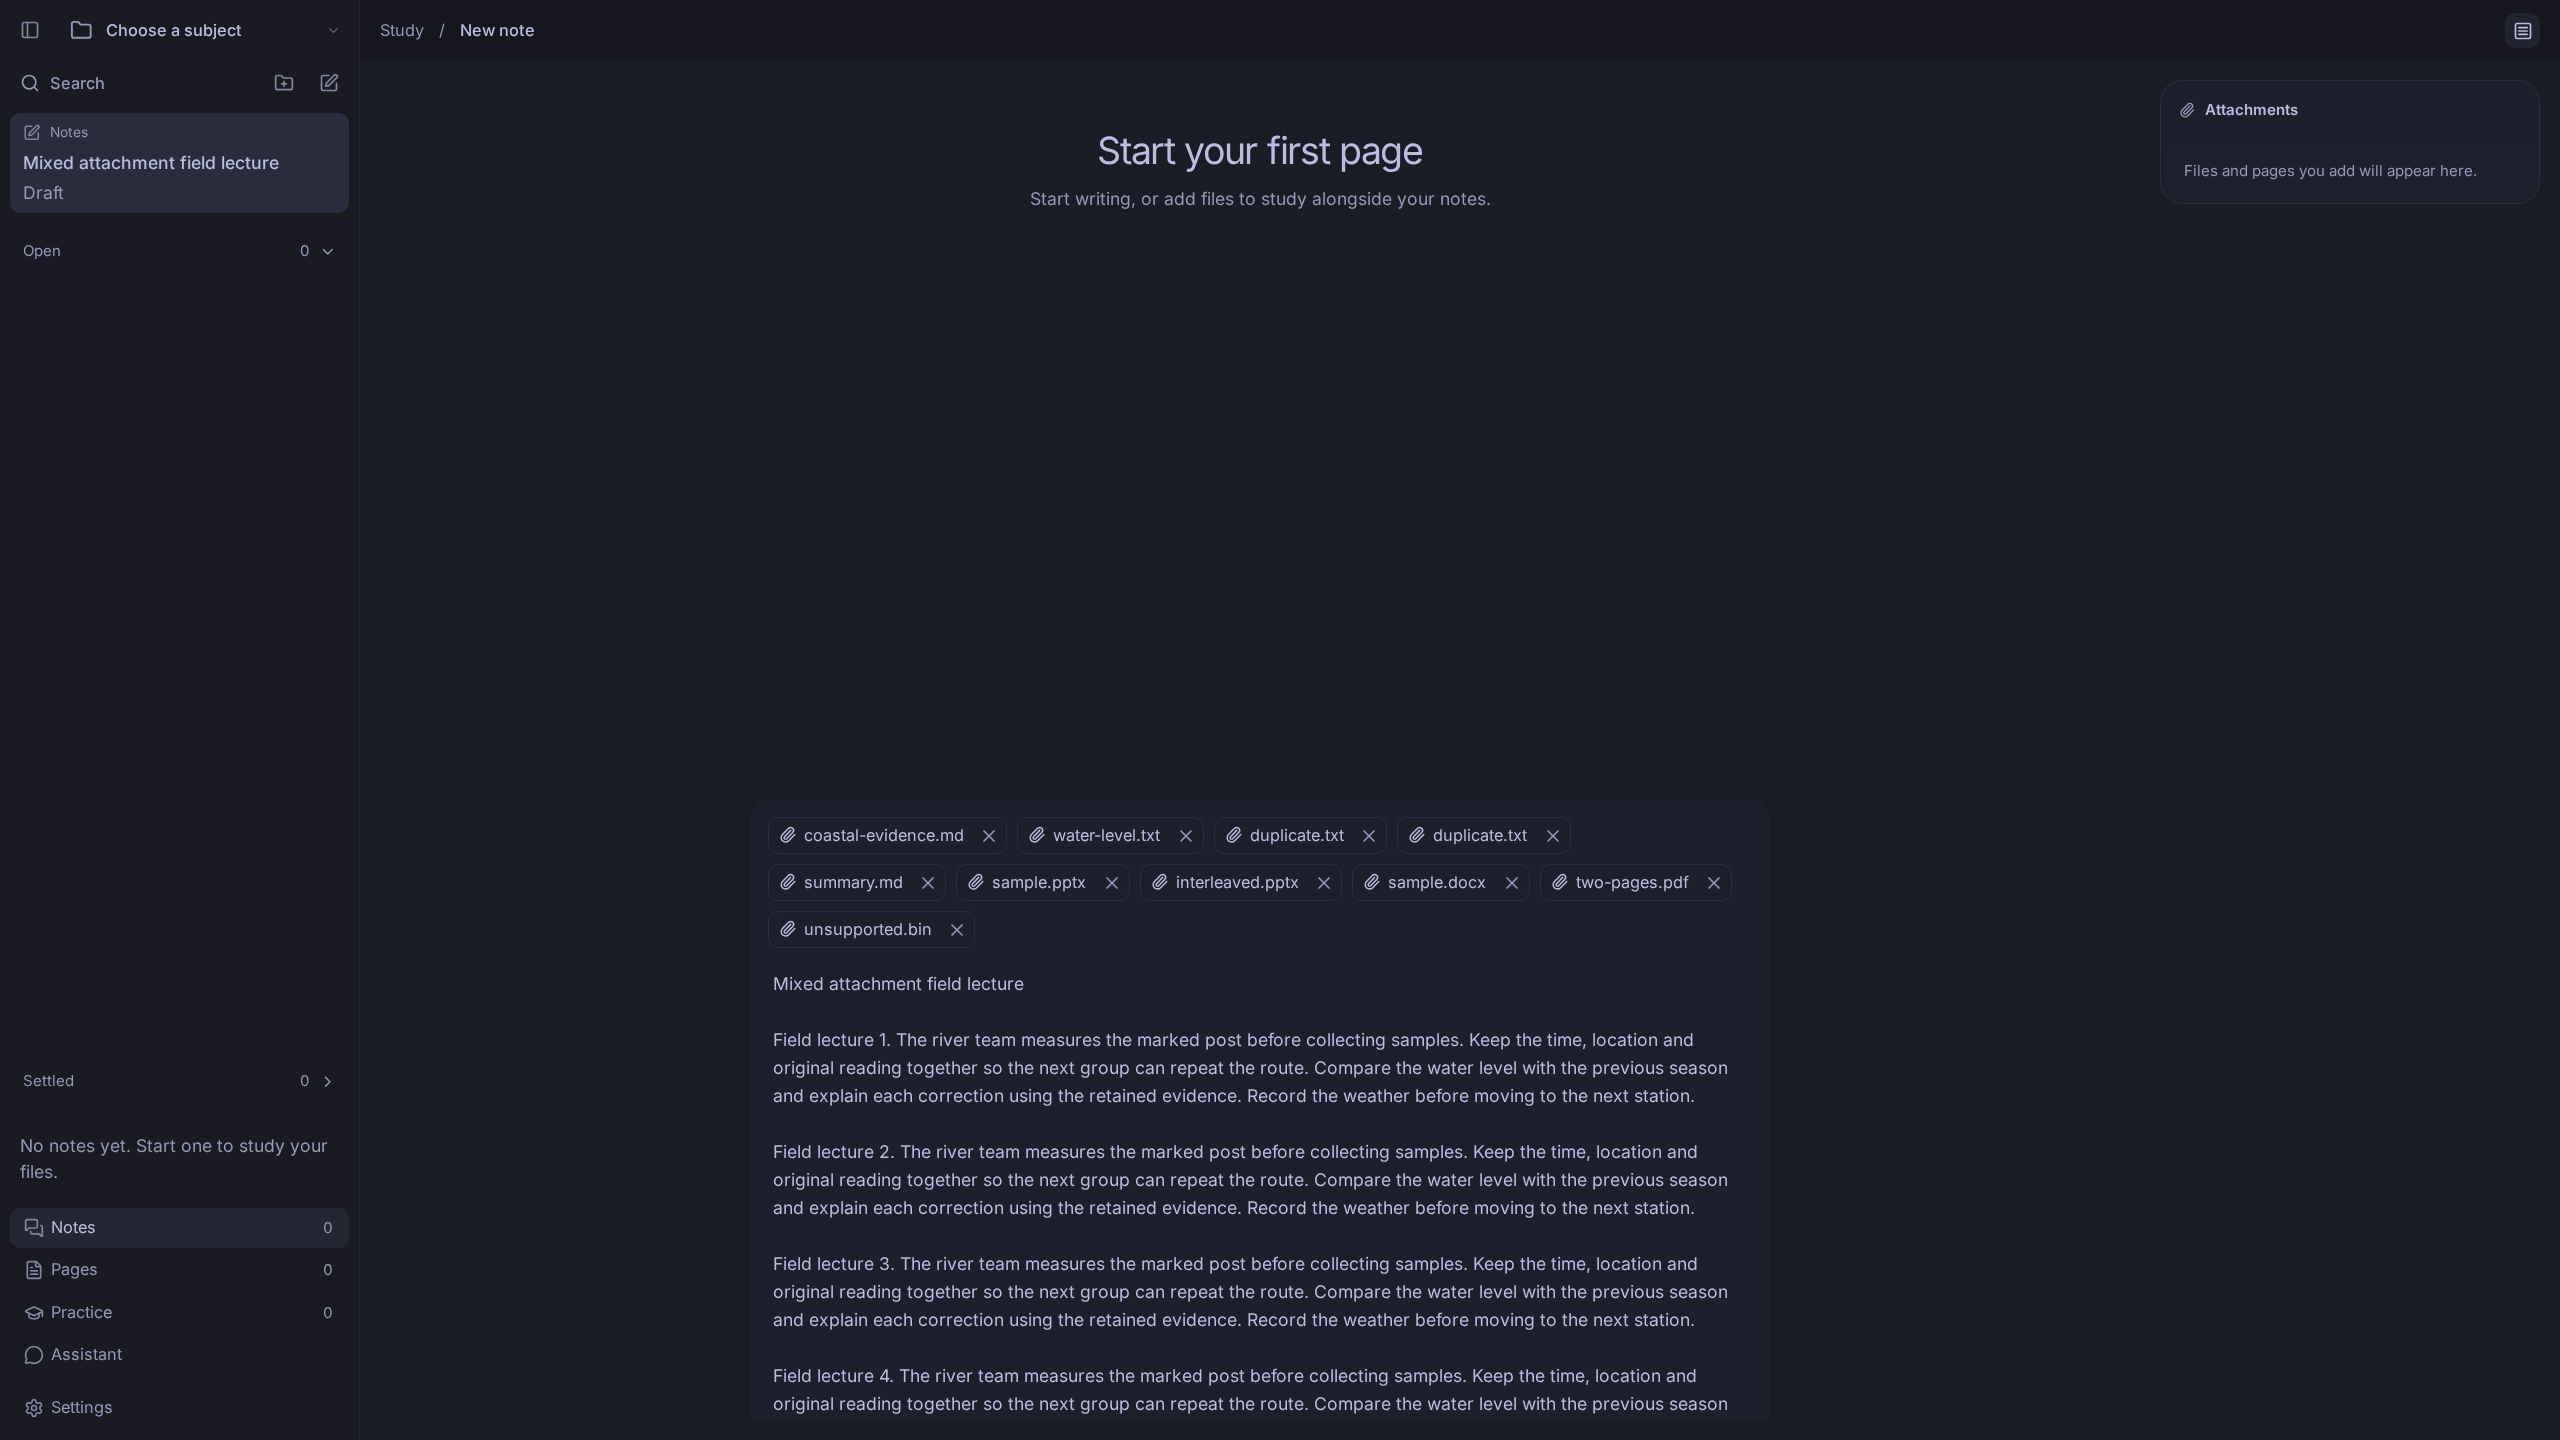 Choose a subject
Search
Notes
Mixed attachment field lecture
Draft
Open 0
Settled 0
No notes yet. Start one to study your
files.
Notes 0
Pages 0
Practice 0
Assistant
Settings
Study / New note
Start your first page
Start writing, or add files to study alongside your notes.
Attachments
Files and pages you add will appear here.
coastal-evidence.md water-level.txt duplicate.txt duplicate.txt
summary.md sample.pptx interleaved.pptx sample.docx two-pages.pdf
unsupported.bin
Mixed attachment field lecture
Field lecture 1. The river team measures the marked post before collecting samples. Keep the time, location and
original reading together so the next group can repeat the route. Compare the water level with the previous season
and explain each correction using the retained evidence. Record the weather before moving to the next station.
Field lecture 2. The river team measures the marked post before collecting samples. Keep the time, location and
original reading together so the next group can repeat the route. Compare the water level with the previous season
and explain each correction using the retained evidence. Record the weather before moving to the next station.
Field lecture 3. The river team measures the marked post before collecting samples. Keep the time, location and
original reading together so the next group can repeat the route. Compare the water level with the previous season
and explain each correction using the retained evidence. Record the weather before moving to the next station.
Field lecture 4. The river team measures the marked post before collecting samples. Keep the time, location and
original reading together so the next group can repeat the route. Compare the water level with the previous season